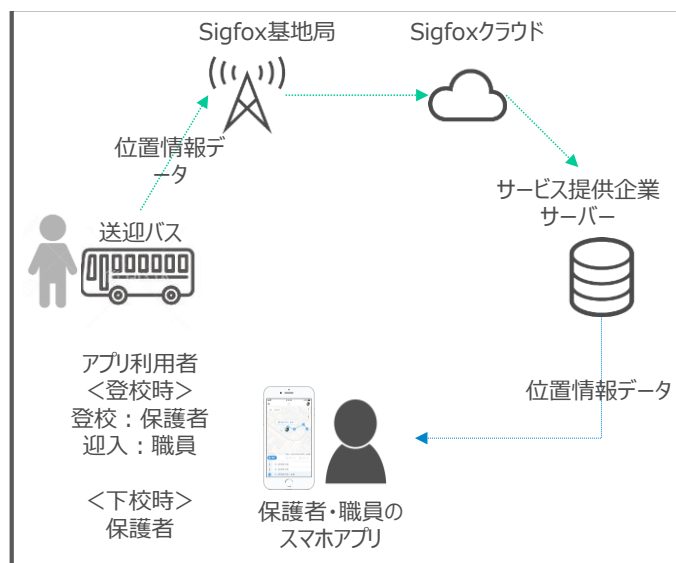 Sigfox基地局
Sigfoxクラウド
位置情報デ
ータ
サービス提供企業
サーバー
送迎バス
アプリ利用者
＜登校時＞
登校：保護者
迎入：職員
＜下校時＞
保護者
位置情報データ
保護者・職員の
スマホアプリ